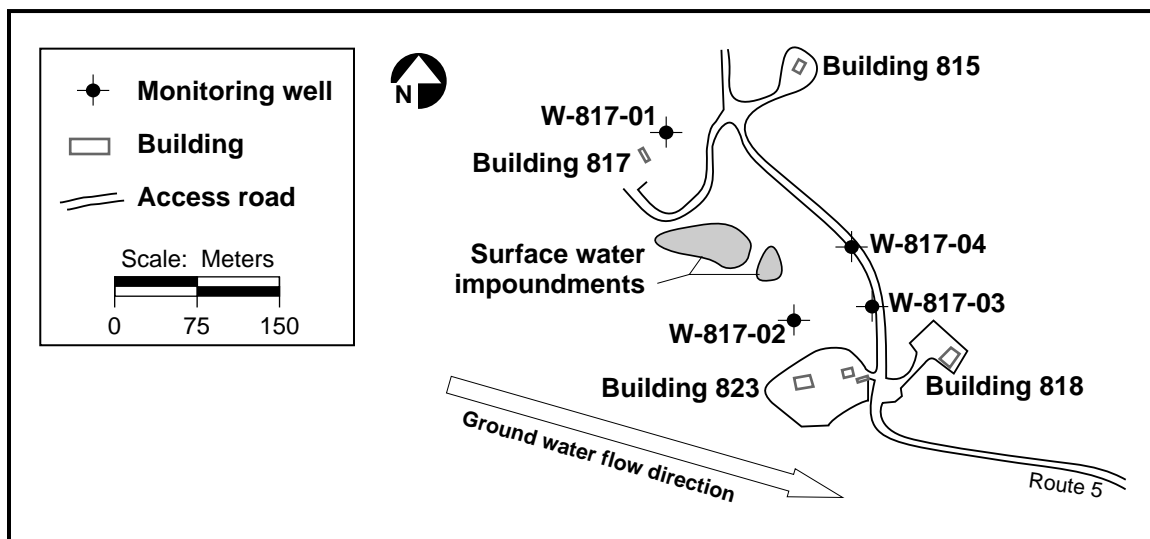 Monitoring well
Building
Access road
Scale: Meters
0 75 150
N
Building 815
W-817-01
Building 817
W-817-04
Surface water
impoundments
W-817-03
W-817-02
Building 823
Building 818
Ground water flow direction
Route 5